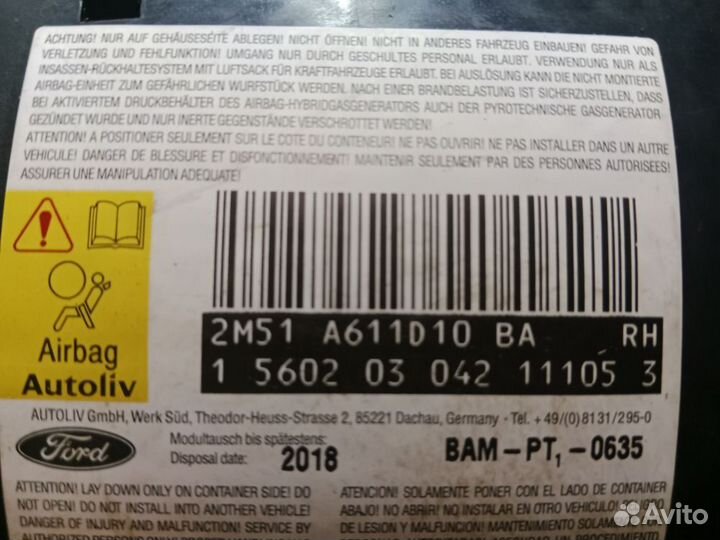 ACHTUNG! NUR AUF GEHÄUSESEITE ABLEGEN! NICHT ÖFFNEN! NICHT IN ANDERES FAHRZEUG EINBAUEN! GEFAHR VON
VERLETZUNG UND FEHLFUNKTION! UMGANG NUR DURCH GESCHULTES PERSONAL ERLAUBT. VERWENDUNG NUR ALS
INSASSEN-RÜCKHALTESYSTEM MIT LUFTSACK FÜR KRAFTFAHRZEUGE ERLAUBT. BEI AUSLÖSUNG KANN DIE NICHT MONTIERTE
AIRBAG-EINHEIT ZUM GEFÄHRLICHEN WURFSTÜCK WERDEN. NACH EINER BRANDBELASTUNG IST SICHERZUSTELLEN, DASS
BEI AKTIVIERTEM DRUCKBEHÄLTER DES AIRBAG-HYBRIDGASGENERATORS AUCH DER PYROTECHNISCHE GASGENERATOR
GEZÜNDET WURDE UND NUR INERTE GEGENSTÄNDE VERSCHROTTET WERDEN!
ATTENTION! A POSITIONER SEULEMENT SUR LE COTE DU CONTENEUR! NE PAS OUVRIR! NE PAS INSTALLER DANS UN AUTRE
VEHICULE! DANGER DE BLESSURE ET DISFONCTIONNEMENT! MAINTENIR SEULEMENT PAR DES PERSONNES AUTORISEES!
ASSURER UNE MANIPULATION ADEQUATE!
Airbag
Autoliv
2M51 A611D10 BA RH
1 5602 03 042 11105 3
AUTOLIV GmbH, Werk Süd, Theodor-Heuss-Strasse 2, 85221 Dachau, Germany - Tel. +49/(0)8131/295-0
Ford
Modultausch bis spätestens:
Disposal date: 2018
BAM-PT1-0635
ATTENTION! LAY DOWN ONLY ON CONTAINER SIDE! DO
NOT OPEN! DO NOT INSTALL INTO ANOTHER VEHICLE!
DANGER OF INJURY AND MALFUNCTION! SERVICE BY
AUTHORIZED PERSONS ONLY!
ATENCION! SOLAMENTE PONER CON EL LADO DE CONTAINER
ABAJO! NO ABRIR! NO INSTALAR EN OTRO VEHICULO!
DE LESION Y MALFUNCION! MANTENIMIENTO
Avito